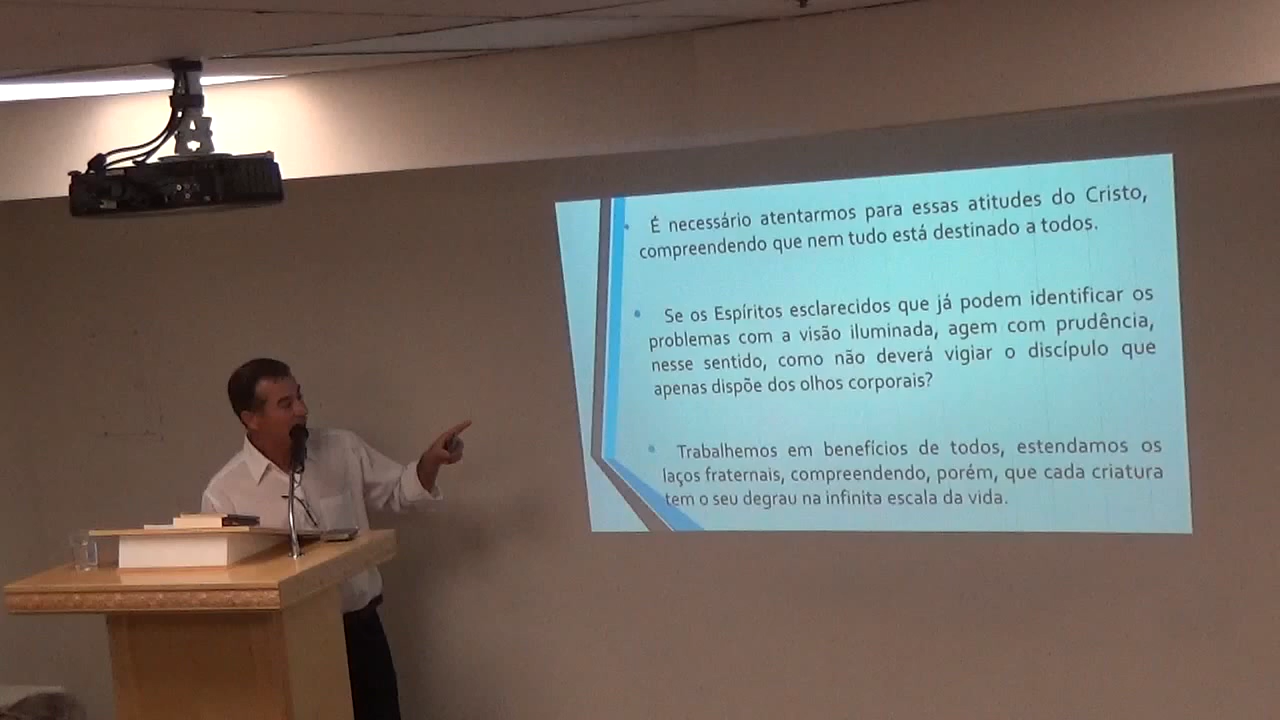 • É necessário atentarmos para essas atitudes do Cristo,
compreendendo que nem tudo está destinado a todos.
• Se os Espíritos esclarecidos que já podem identificar os
problemas com a visão iluminada, agem com prudência,
nesse sentido, como não deverá vigiar o discípulo que
apenas dispõe dos olhos corporais?
• Trabalhemos em benefícios de todos, estendamos os
laços fraternais, compreendendo, porém, que cada criatura
tem o seu degrau na infinita escala da vida.